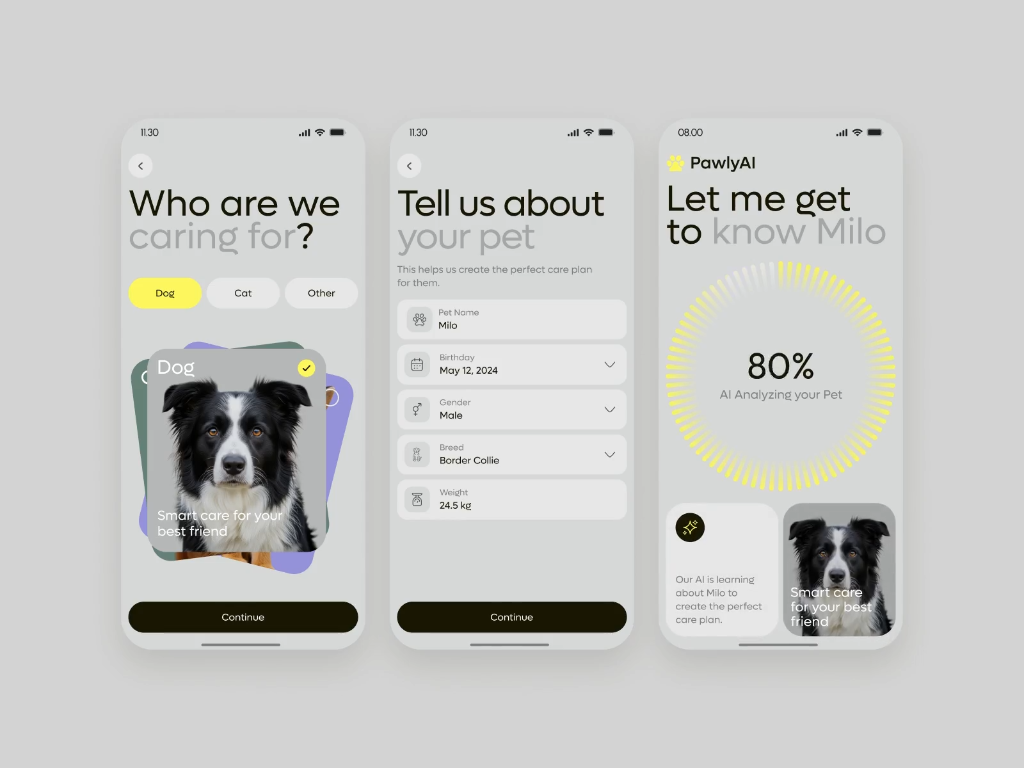 11.30
Who are we
caring for?
Dog
Cat
Other
Dog
Smart care for your
best friend
Continue
11.30
Tell us about
your pet
This helps us create the perfect care plan
for them.
Pet Name
Milo
Birthday
May 12, 2024
Gender
Male
Breed
Border Collie
Weight
24.5 kg
Continue
08.00
PawlyAI
Let me get
to know Milo
80%
AI Analyzing your Pet
Our AI is learning
about Milo to
create the perfect
care plan.
Smart care
for your best
friend